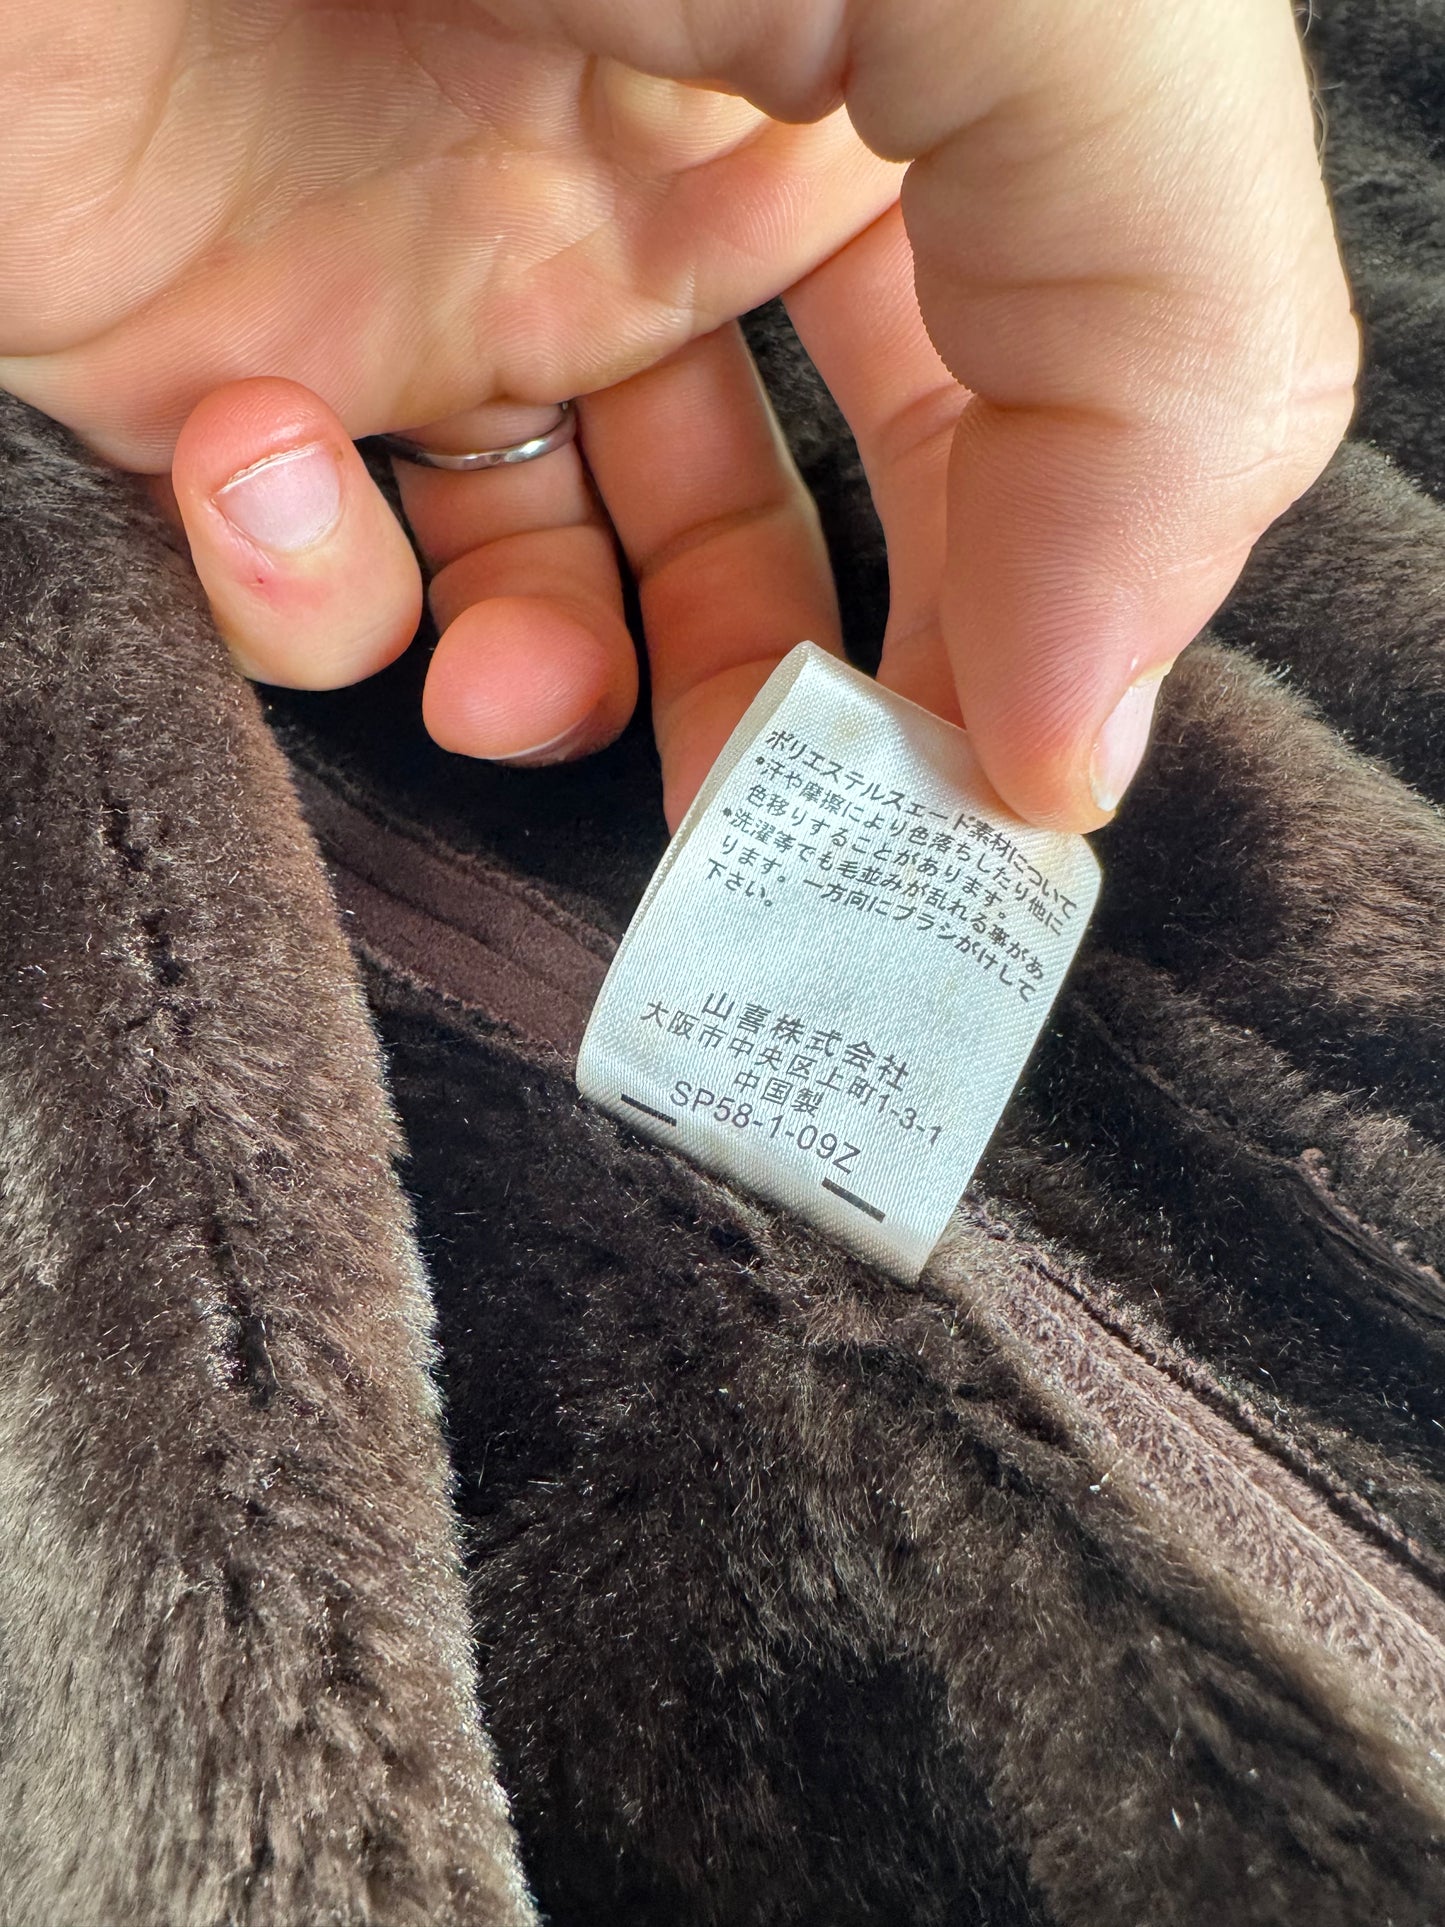 ポリエステルスエード素材について
•汗や摩擦により色落ちしたり他に
色移りすることがあります。
•洗濯等でも毛並みが乱れる事があ
ります。一方向にブラシがけして
下さい。
山喜株式会社
大阪市中央区上町1-3-1
中国製
SP58-1-09Z